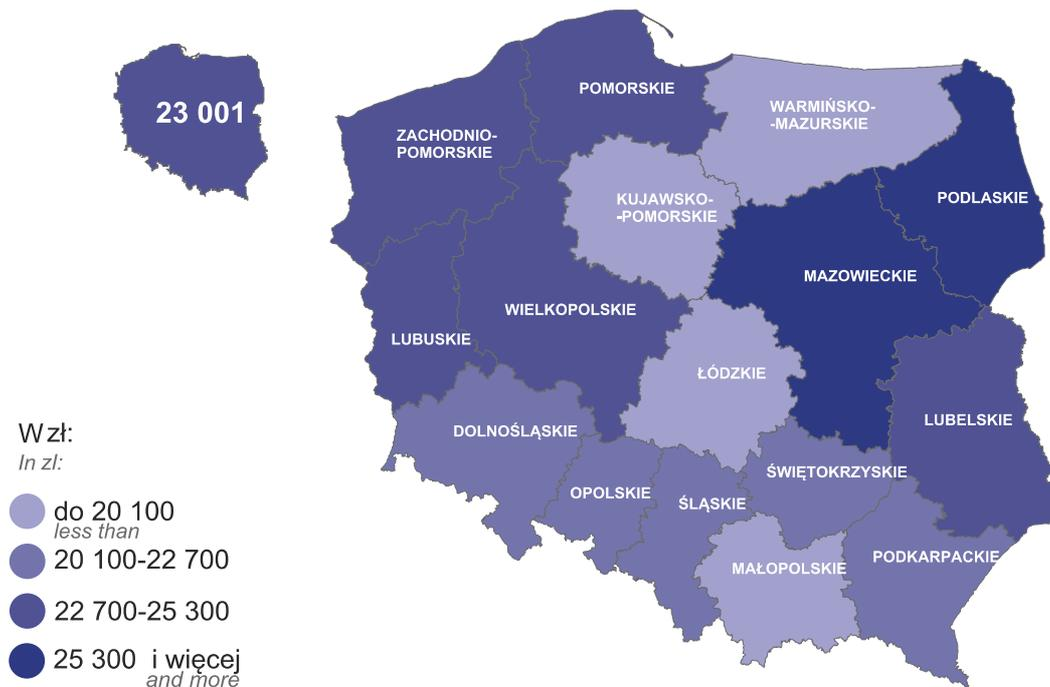 23 001
POMORSKIE
WARMIŃSKO-
-MAZURSKIE
ZACHODNIO-
POMORSKIE
PODLASKIE
KUJAWSKO-
-POMORSKIE
MAZOWIECKIE
WIELKOPOLSKIE
LUBUSKIE
ŁÓDZKIE
LUBELSKIE
DOLNOŚLĄSKIE
ŚWIĘTOKRZYSKIE
OPOLSKIE
ŚLĄSKIE
PODKARPACKIE
MAŁOPOLSKIE
W zł:
In zl:
do 20 100
less than
20 100-22 700
22 700-25 300
25 300 i więcej
and more